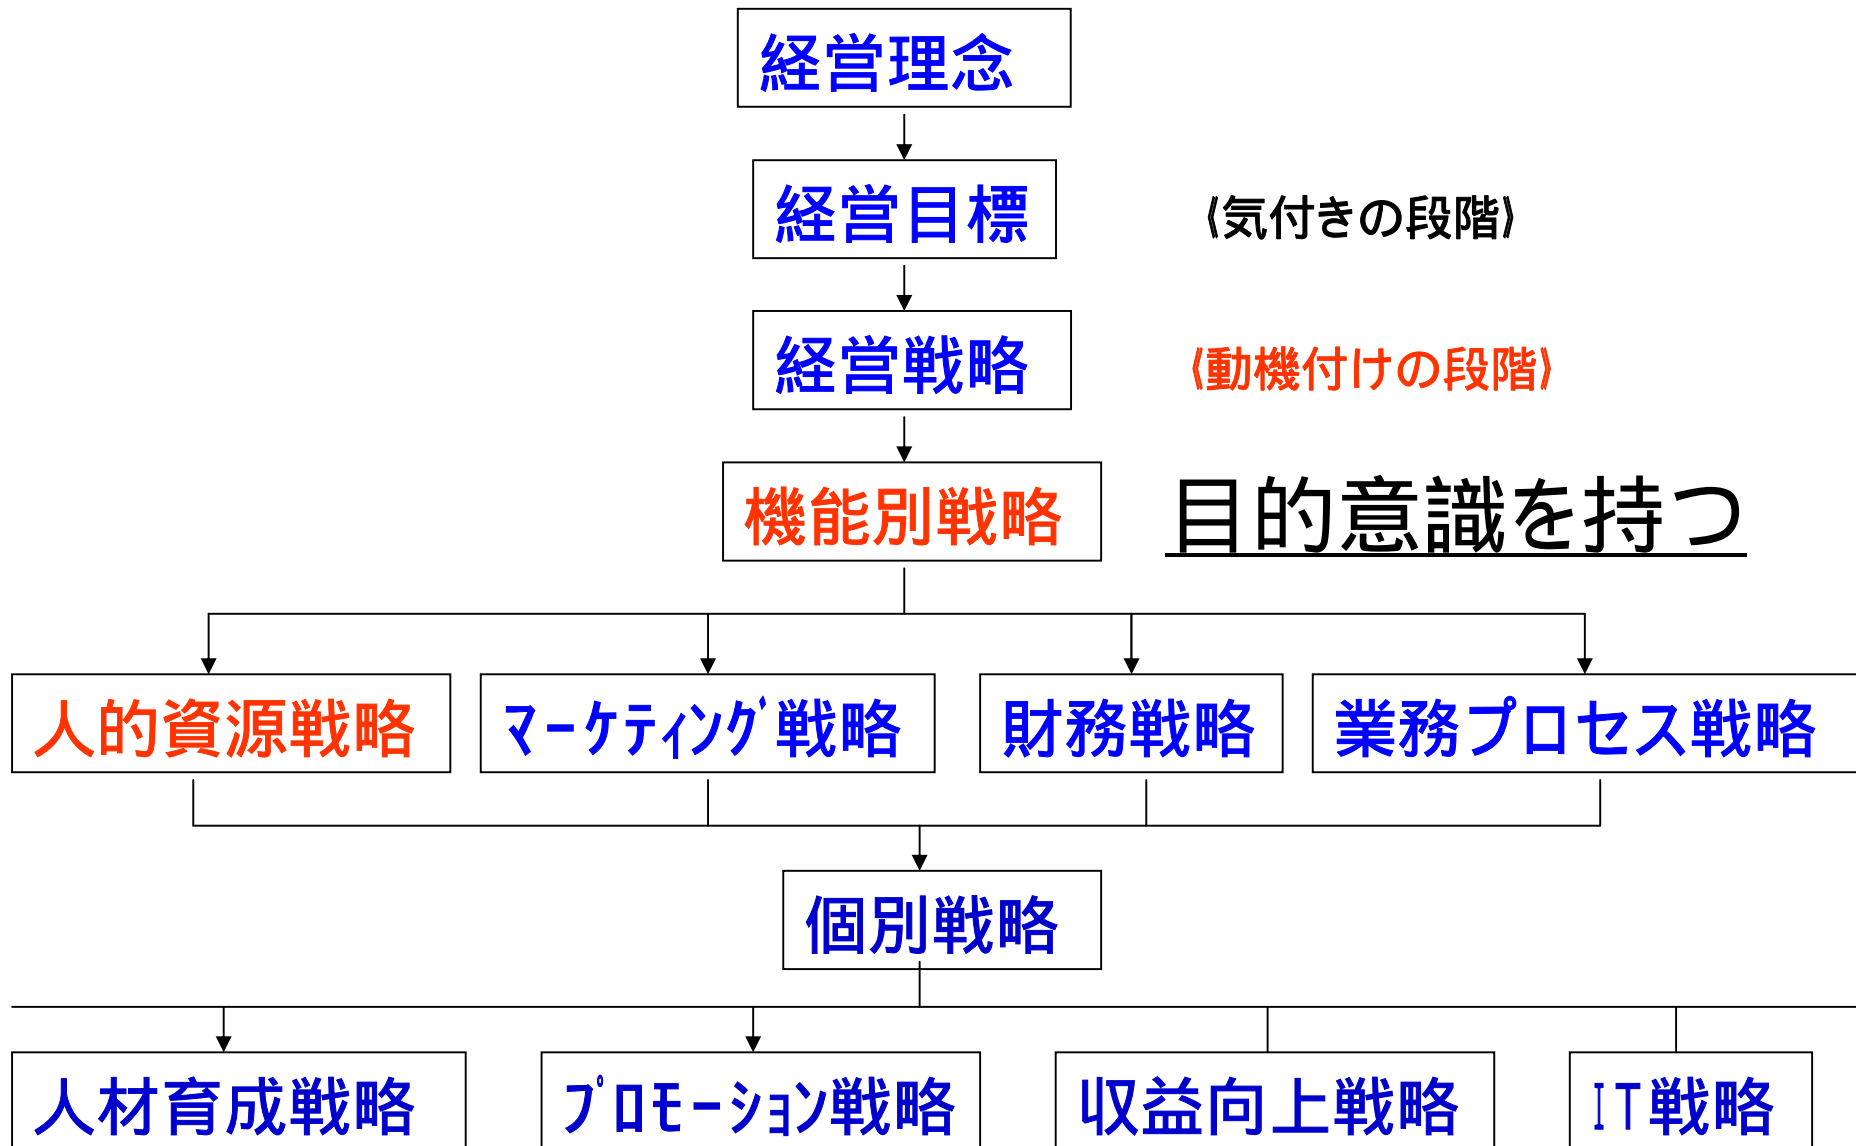 経営理念
経営目標
《気付きの段階》
経営戦略
《動機付けの段階》
機能別戦略
目的意識を持つ
人的資源戦略
ﾏｰｹﾃｨﾝｸﾞ戦略
財務戦略
業務プロセス戦略
個別戦略
人材育成戦略
ﾌﾟﾛﾓｰｼｮﾝ戦略
収益向上戦略
IT戦略